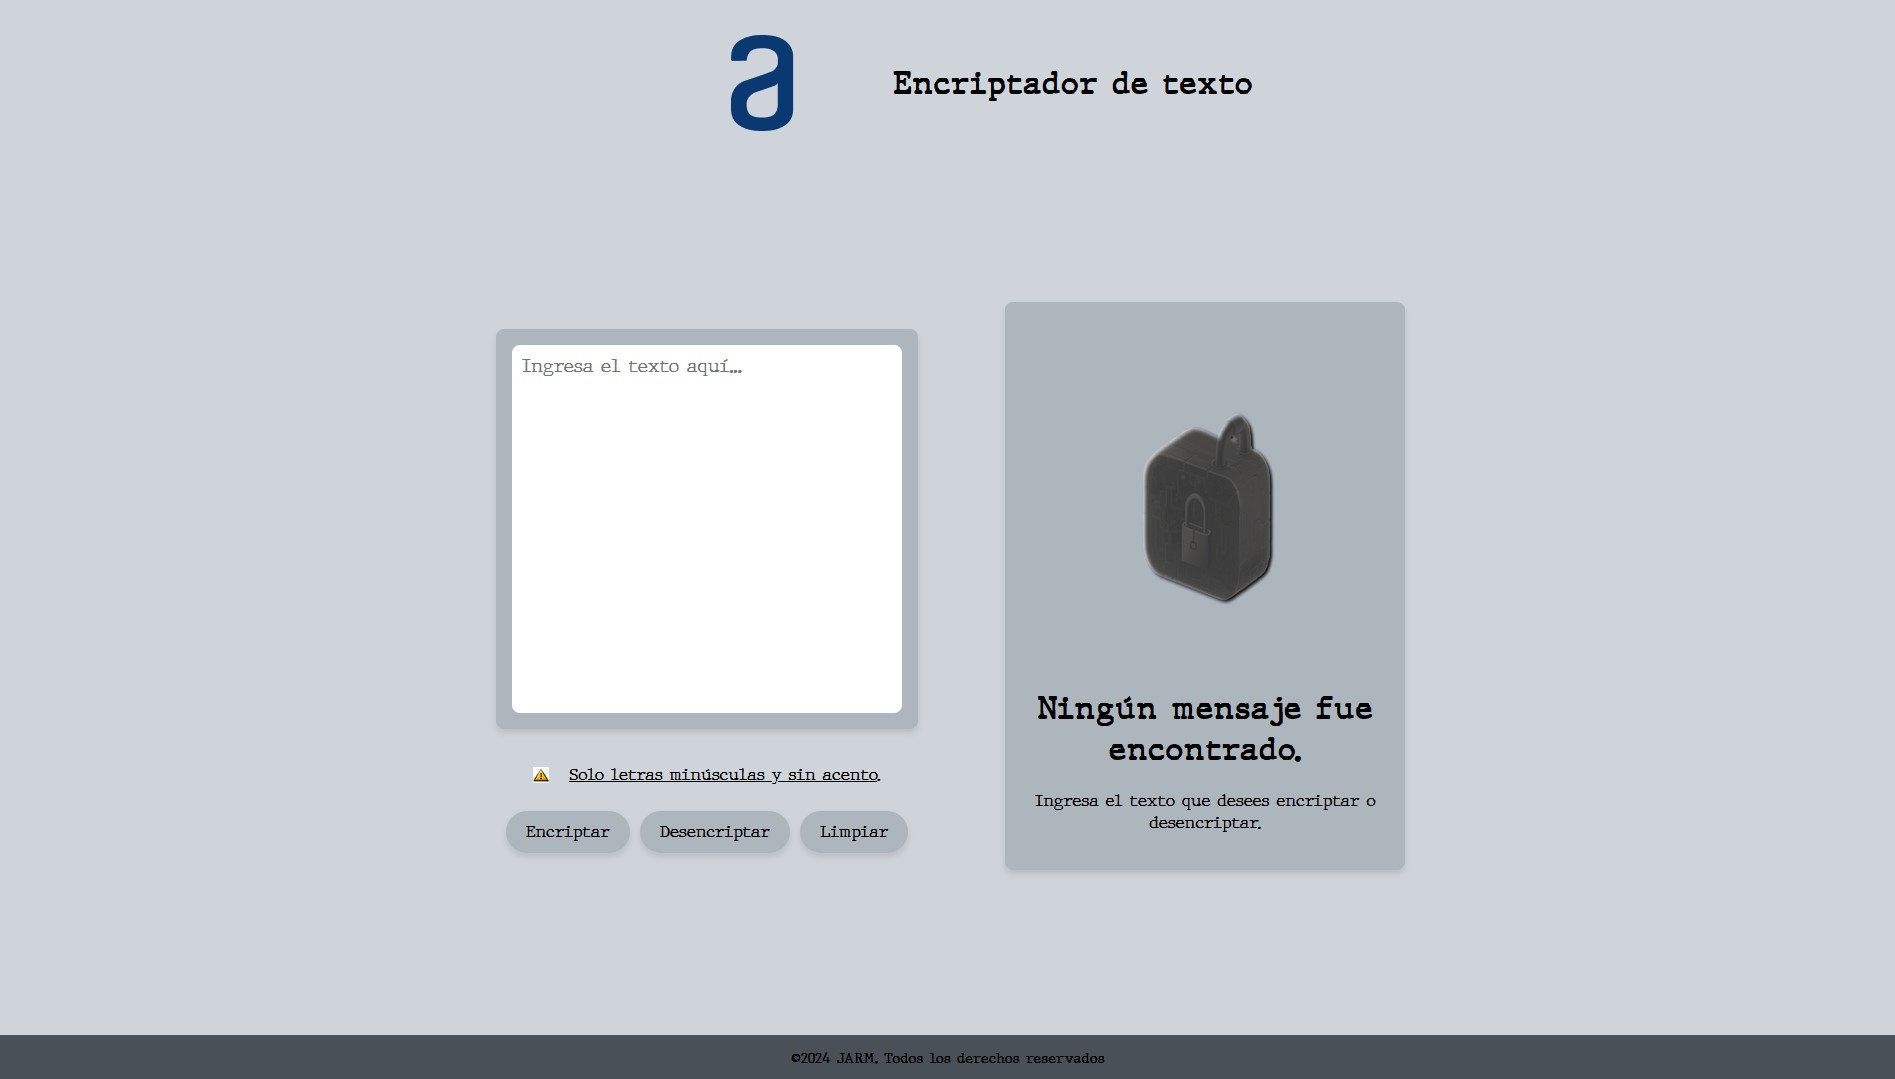 a
Encriptador de texto
Ingresa el texto aquí...
Solo letras minúsculas y sin acento.
Encriptar
Desencriptar
Limpiar
Ningún mensaje fue
encontrado.
Ingresa el texto que desees encriptar o
desencriptar.
©2024 JARM. Todos los derechos reservados